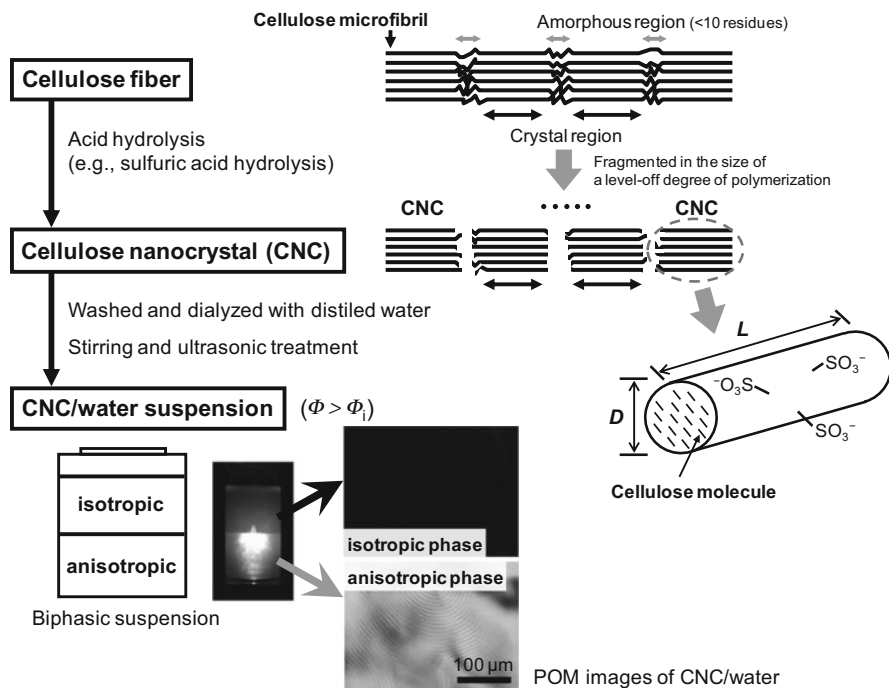 Cellulose microfibril
Amorphous region (<10 residues)
Cellulose fiber
Acid hydrolysis
(e.g., sulfuric acid hydrolysis)
Crystal region
Fragmented in the size of
a level-off degree of polymerization
CNC
CNC
Cellulose nanocrystal (CNC)
Washed and dialyzed with distiled water
Stirring and ultrasonic treatment
L
SO₃⁻
⁻O₃S
D
SO₃⁻
Cellulose molecule
CNC/water suspension
(Φ > Φᵢ)
isotropic
anisotropic
Biphasic suspension
isotropic phase
anisotropic phase
100 μm
POM images of CNC/water